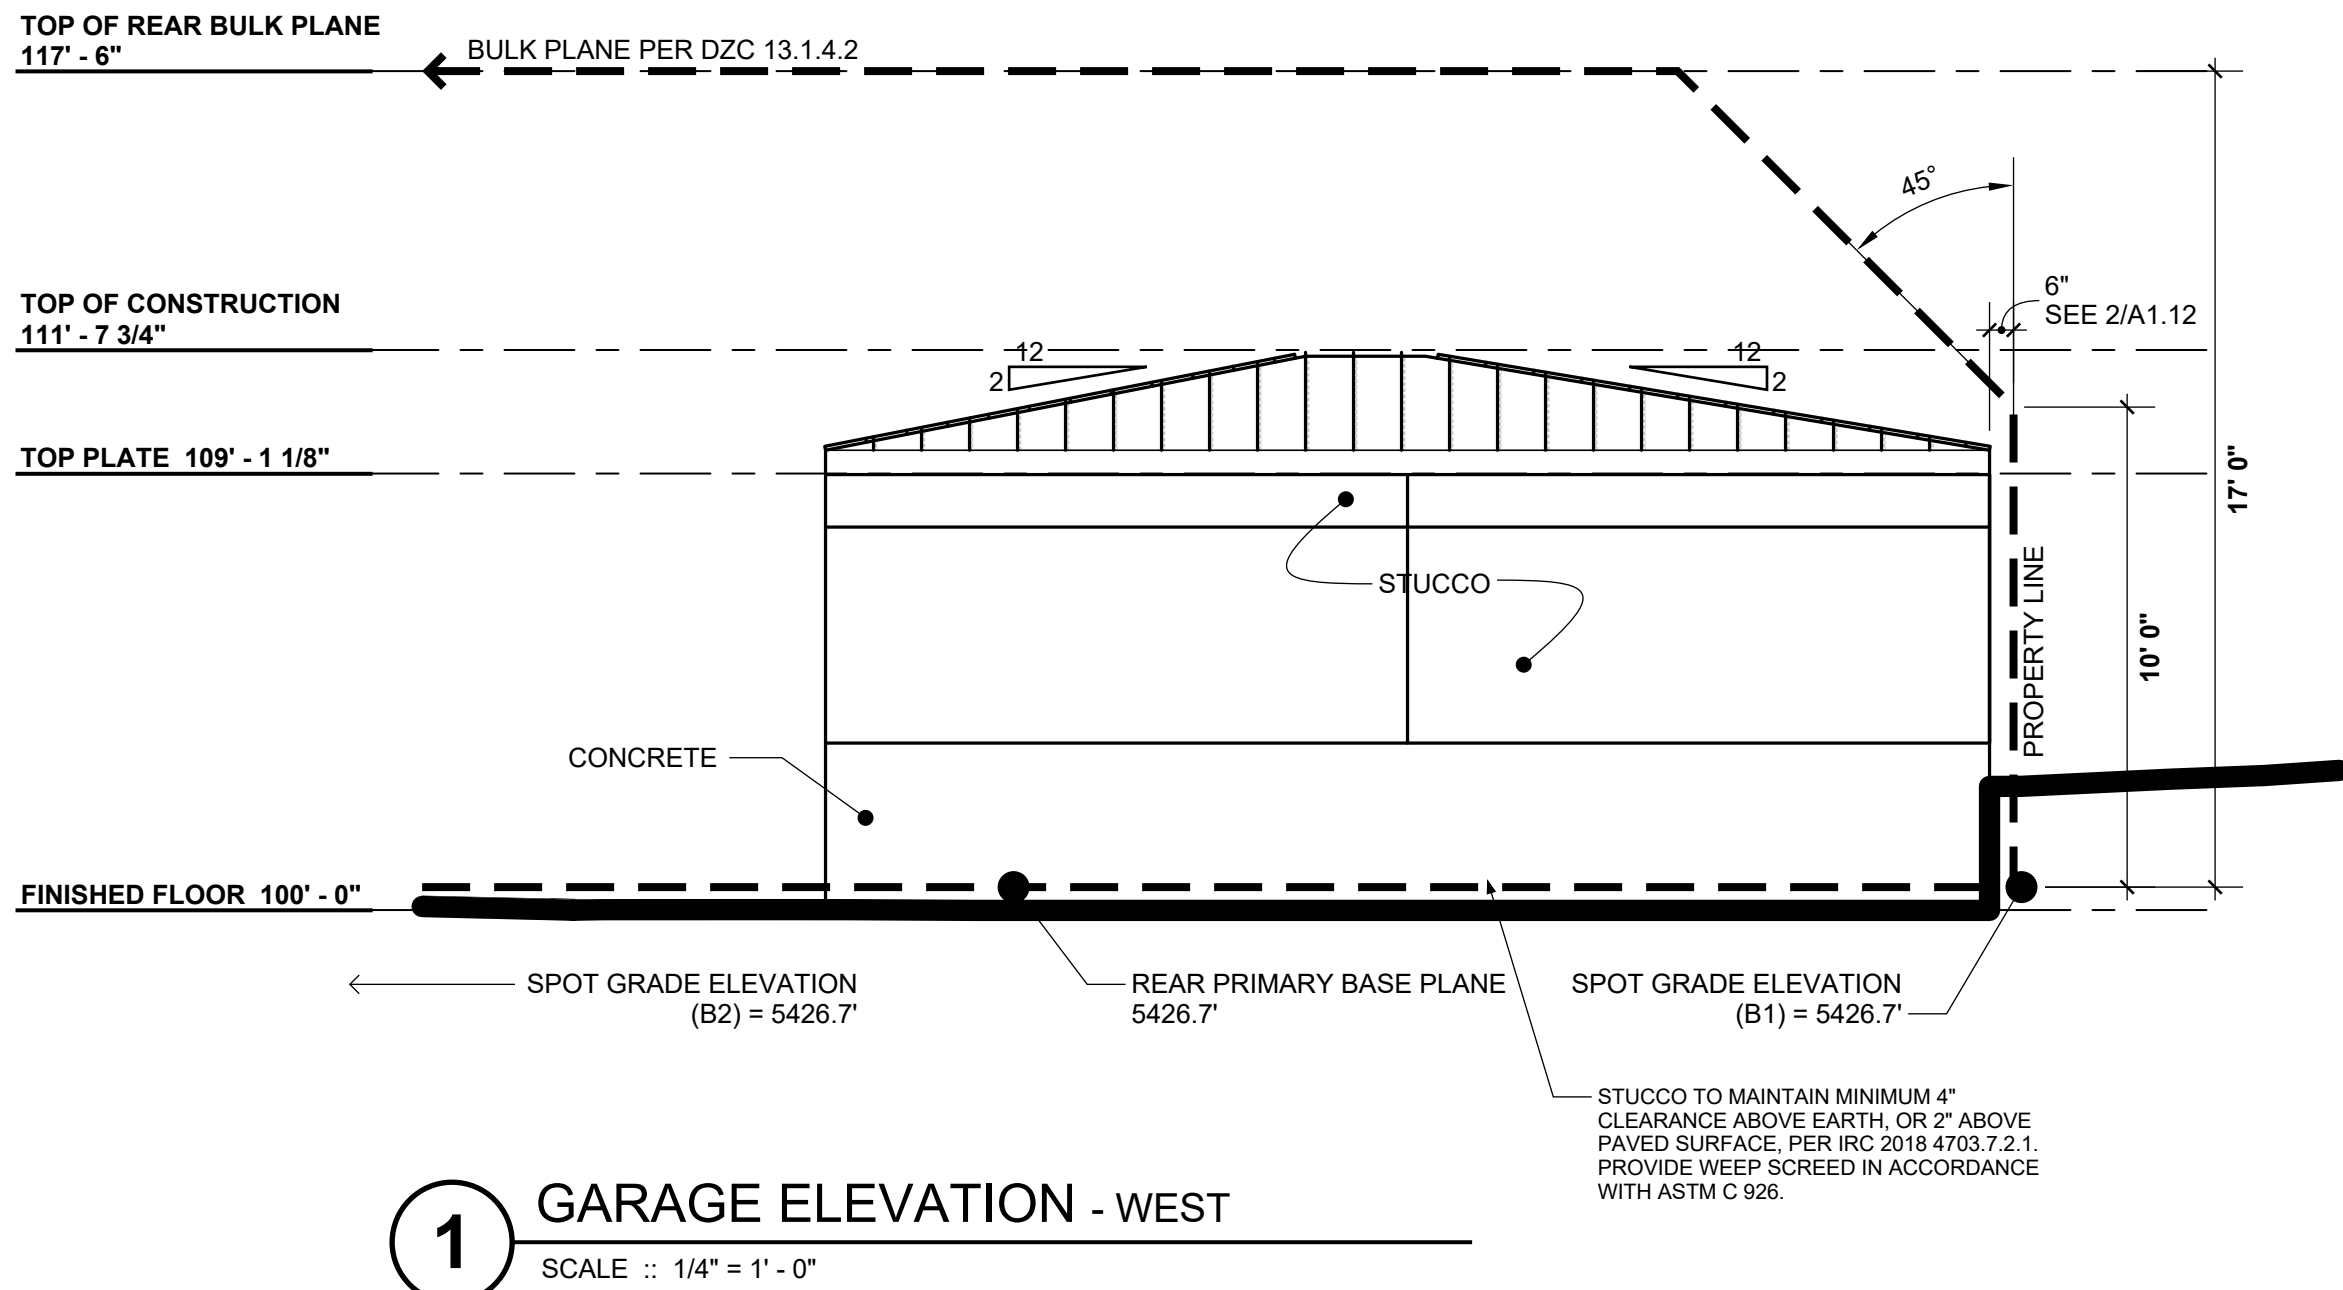 TOP OF REAR BULK PLANE
117' - 6"
BULK PLANE PER DZC 13.1.4.2
45°
6"
SEE 2/A1.12
TOP OF CONSTRUCTION
111' - 7 3/4"
12
2
12
2
TOP PLATE  109' - 1 1/8"
17' 0"
STUCCO
PROPERTY LINE
10' 0"
CONCRETE
FINISHED FLOOR  100' - 0"
SPOT GRADE ELEVATION
(B2) = 5426.7'
REAR PRIMARY BASE PLANE
5426.7'
SPOT GRADE ELEVATION
(B1) = 5426.7'
STUCCO TO MAINTAIN MINIMUM 4"
CLEARANCE ABOVE EARTH, OR 2" ABOVE
PAVED SURFACE, PER IRC 2018 4703.7.2.1.
PROVIDE WEEP SCREED IN ACCORDANCE
WITH ASTM C 926.
1
GARAGE ELEVATION - WEST
SCALE :: 1/4" = 1' - 0"